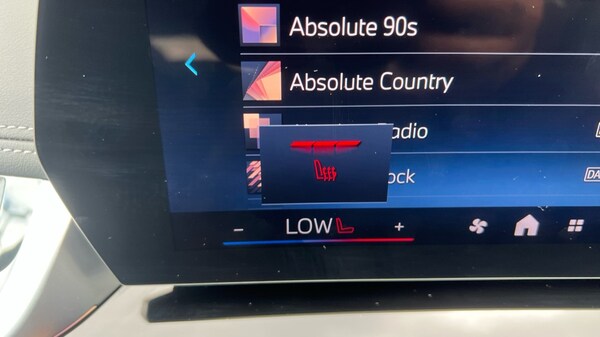 Absolute 90s
Absolute Country
adio
ock
DA
- LOW +